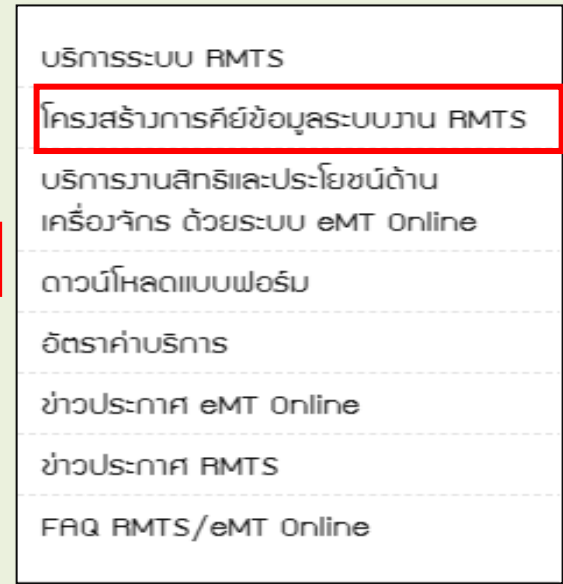 บริการระบบ RMTS
โครงสร้างการคีย์ข้อมูลระบบงาน RMTS
บริการงานสิทธิและประโยชน์ด้าน
เครื่องจักร ด้วยระบบ eMT Online
ดาวน์โหลดแบบฟอร์ม
อัตราค่าบริการ
ข่าวประกาศ eMT Online
ข่าวประกาศ RMTS
FAQ RMTS/eMT Online